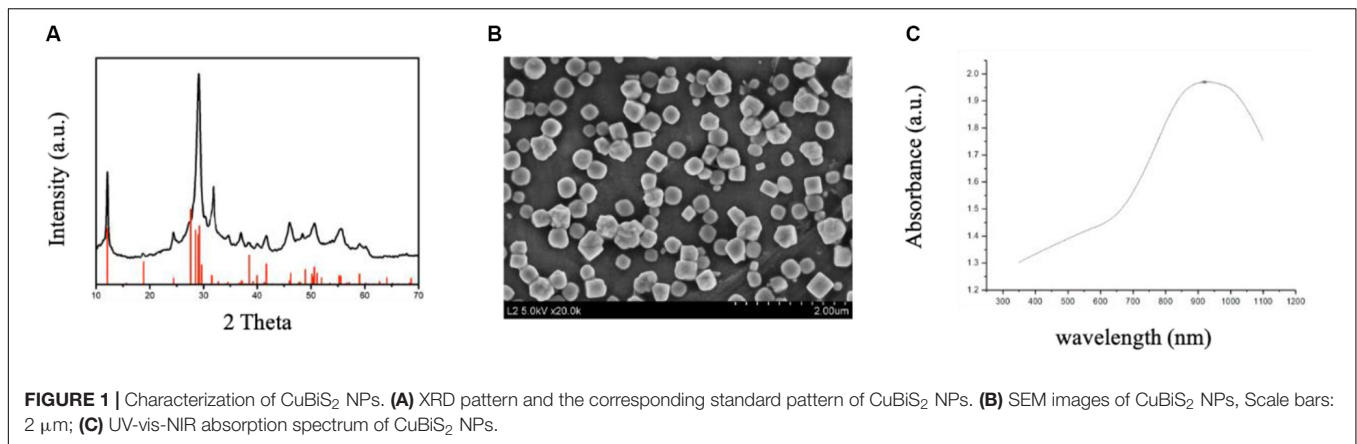 A
B
C
Intensity (a.u.)
10 20 30 40 50 60 70
2 Theta
L2 5.0kV x20.0k 2.00um
Absorbance (a.u.)
2.0
1.9
1.8
1.7
1.6
1.5
1.4
1.3
1.2
300 400 500 600 700 800 900 1000 1100 1200
wavelength (nm)
FIGURE 1 | Characterization of CuBiS₂ NPs. (A) XRD pattern and the corresponding standard pattern of CuBiS₂ NPs. (B) SEM images of CuBiS₂ NPs, Scale bars:
2 μm; (C) UV-vis-NIR absorption spectrum of CuBiS₂ NPs.